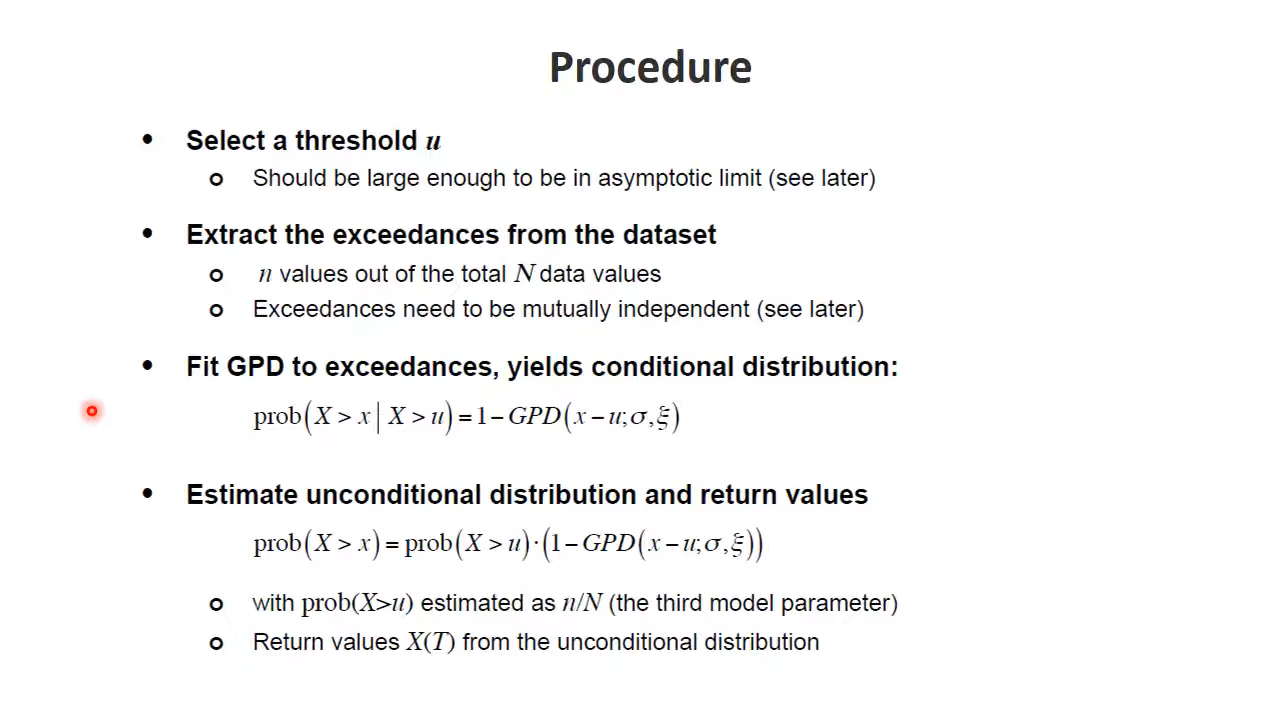 Procedure
• Select a threshold u
o Should be large enough to be in asymptotic limit (see later)
• Extract the exceedances from the dataset
o n values out of the total N data values
o Exceedances need to be mutually independent (see later)
• Fit GPD to exceedances, yields conditional distribution:
prob(X > x | X > u) = 1 − GPD(x − u; σ, ξ)
• Estimate unconditional distribution and return values
prob(X > x) = prob(X > u) · (1 − GPD(x − u; σ, ξ))
o with prob(X>u) estimated as n/N (the third model parameter)
o Return values X(T) from the unconditional distribution